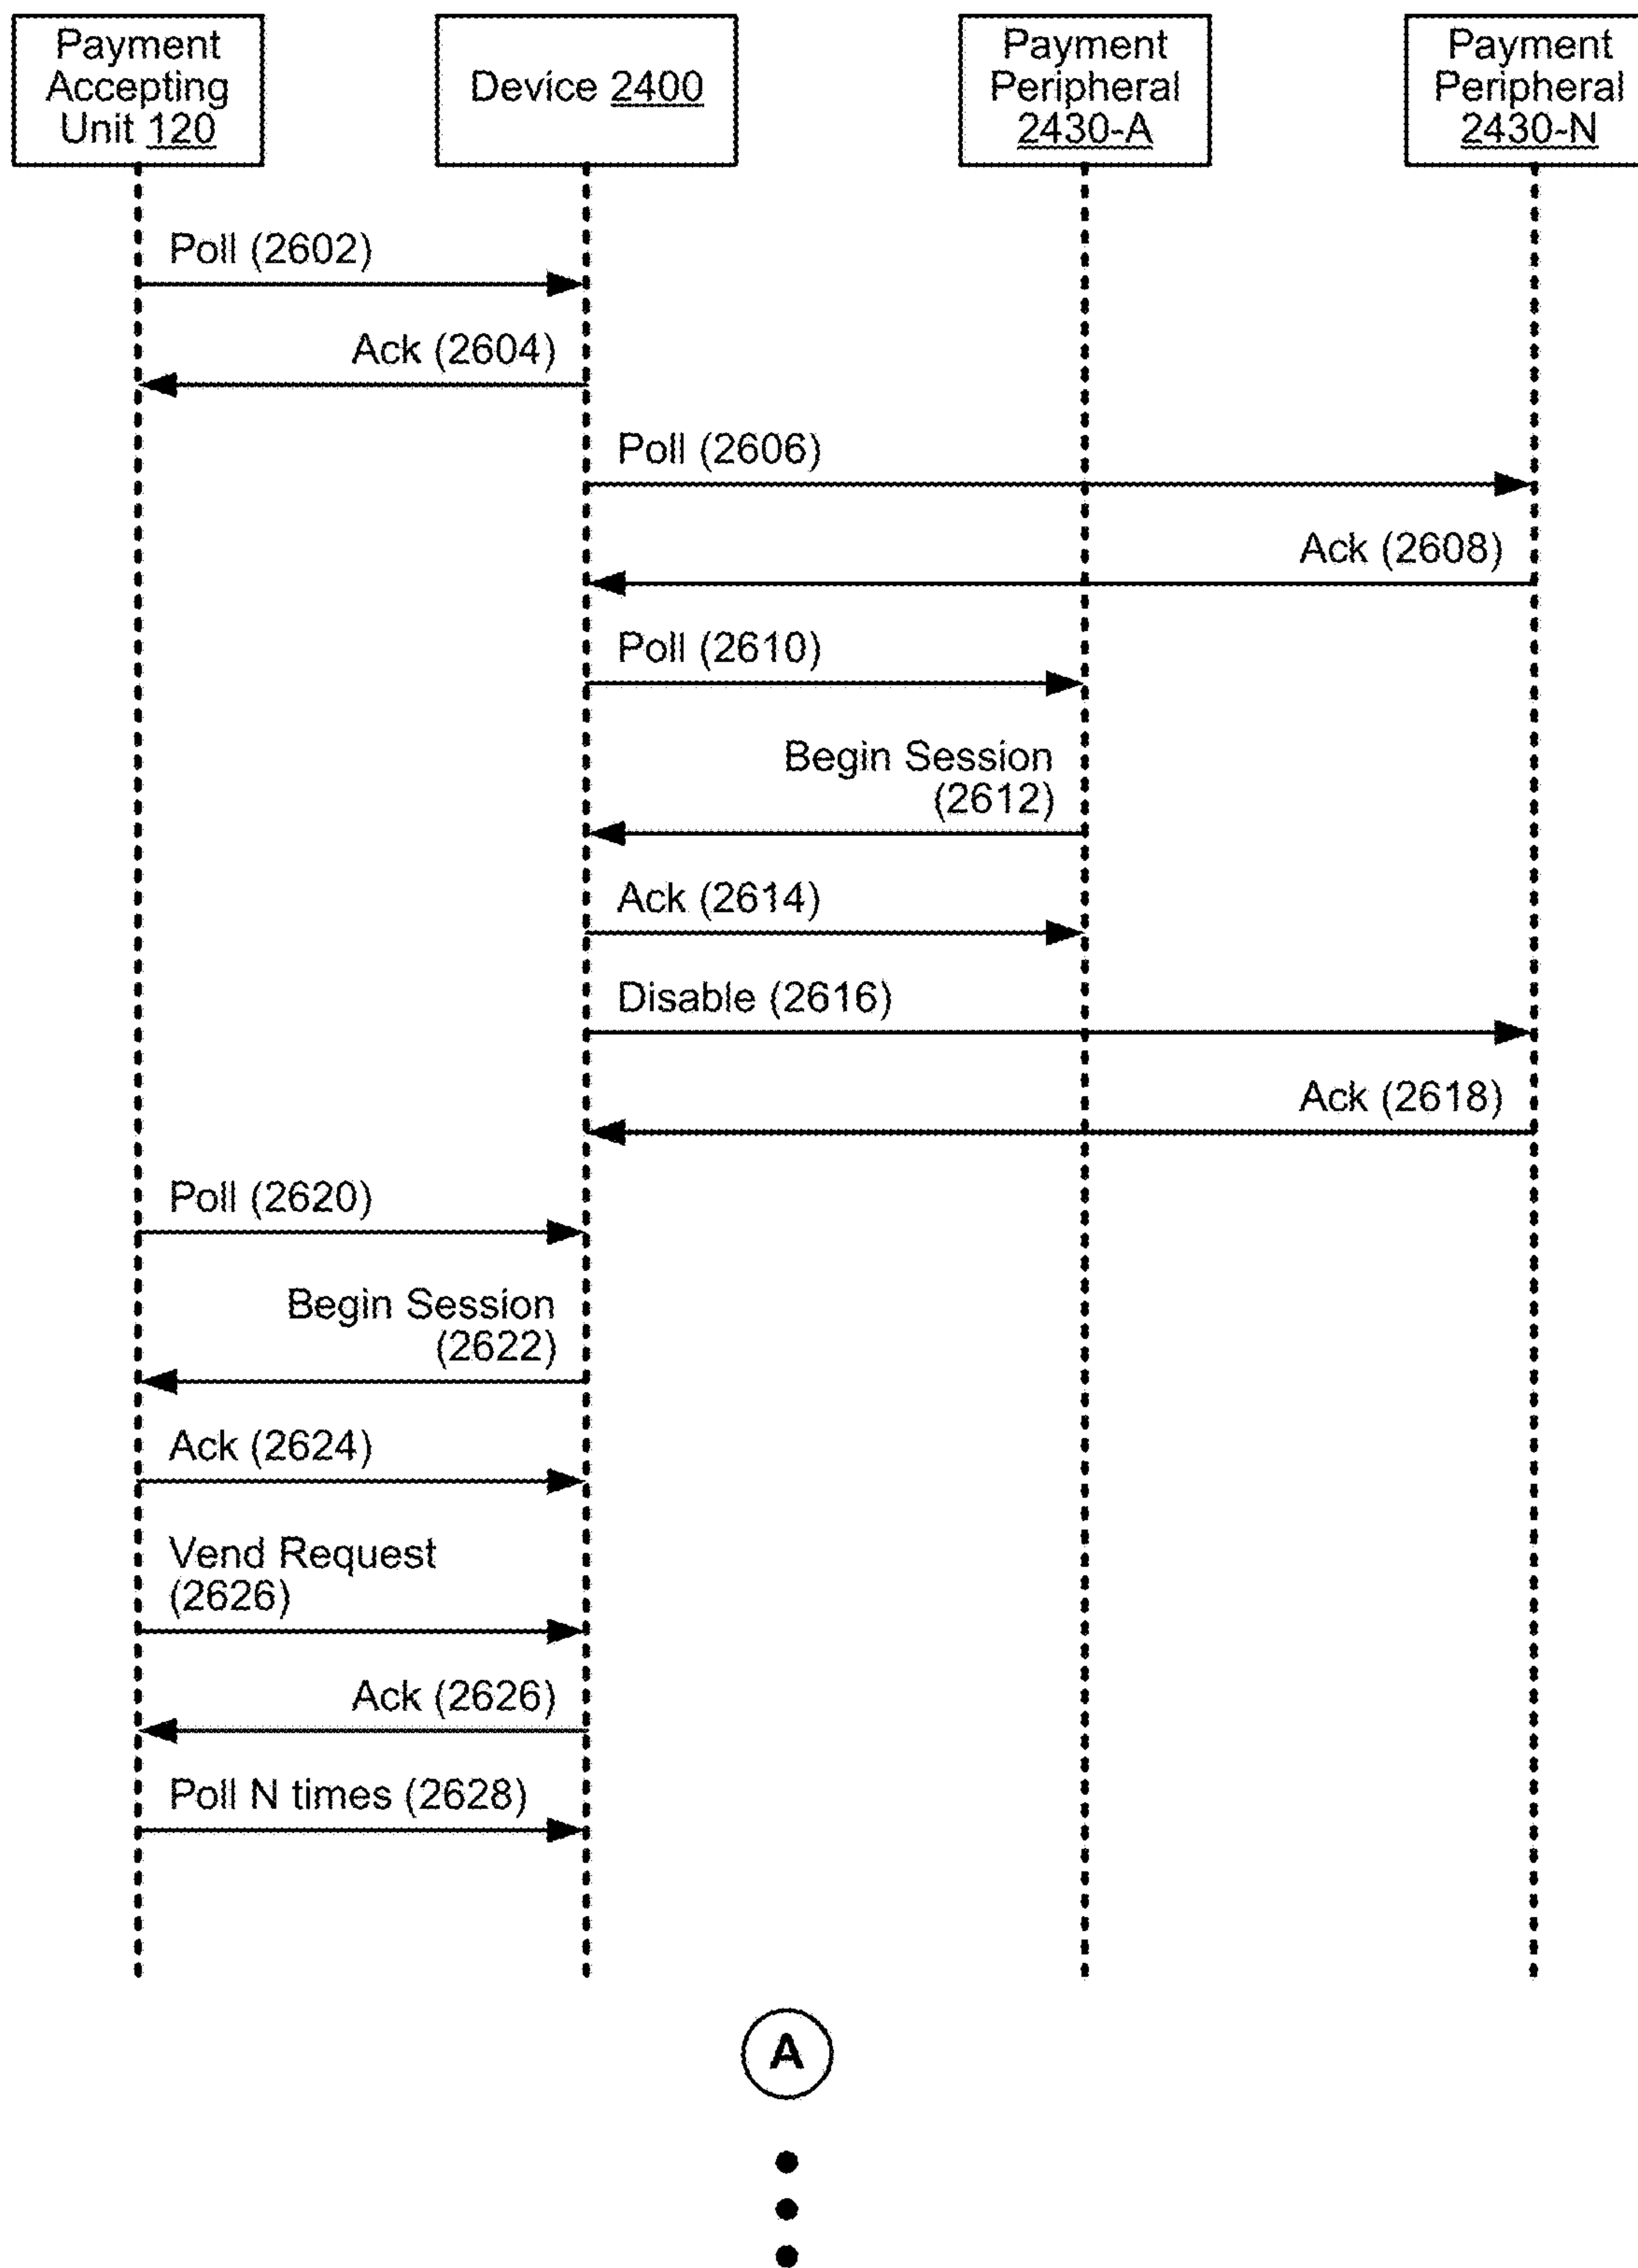 Payment
Accepting
Unit 120
Device 2400
Payment
Peripheral
2430-A
Payment
Peripheral
2430-N
Poll (2602)
Ack (2604)
Poll (2606)
Ack (2608)
Poll (2610)
Begin Session
(2612)
Ack (2614)
Disable (2616)
Ack (2618)
Poll (2620)
Begin Session
(2622)
Ack (2624)
Vend Request
(2626)
Ack (2626)
Poll N times (2628)
A